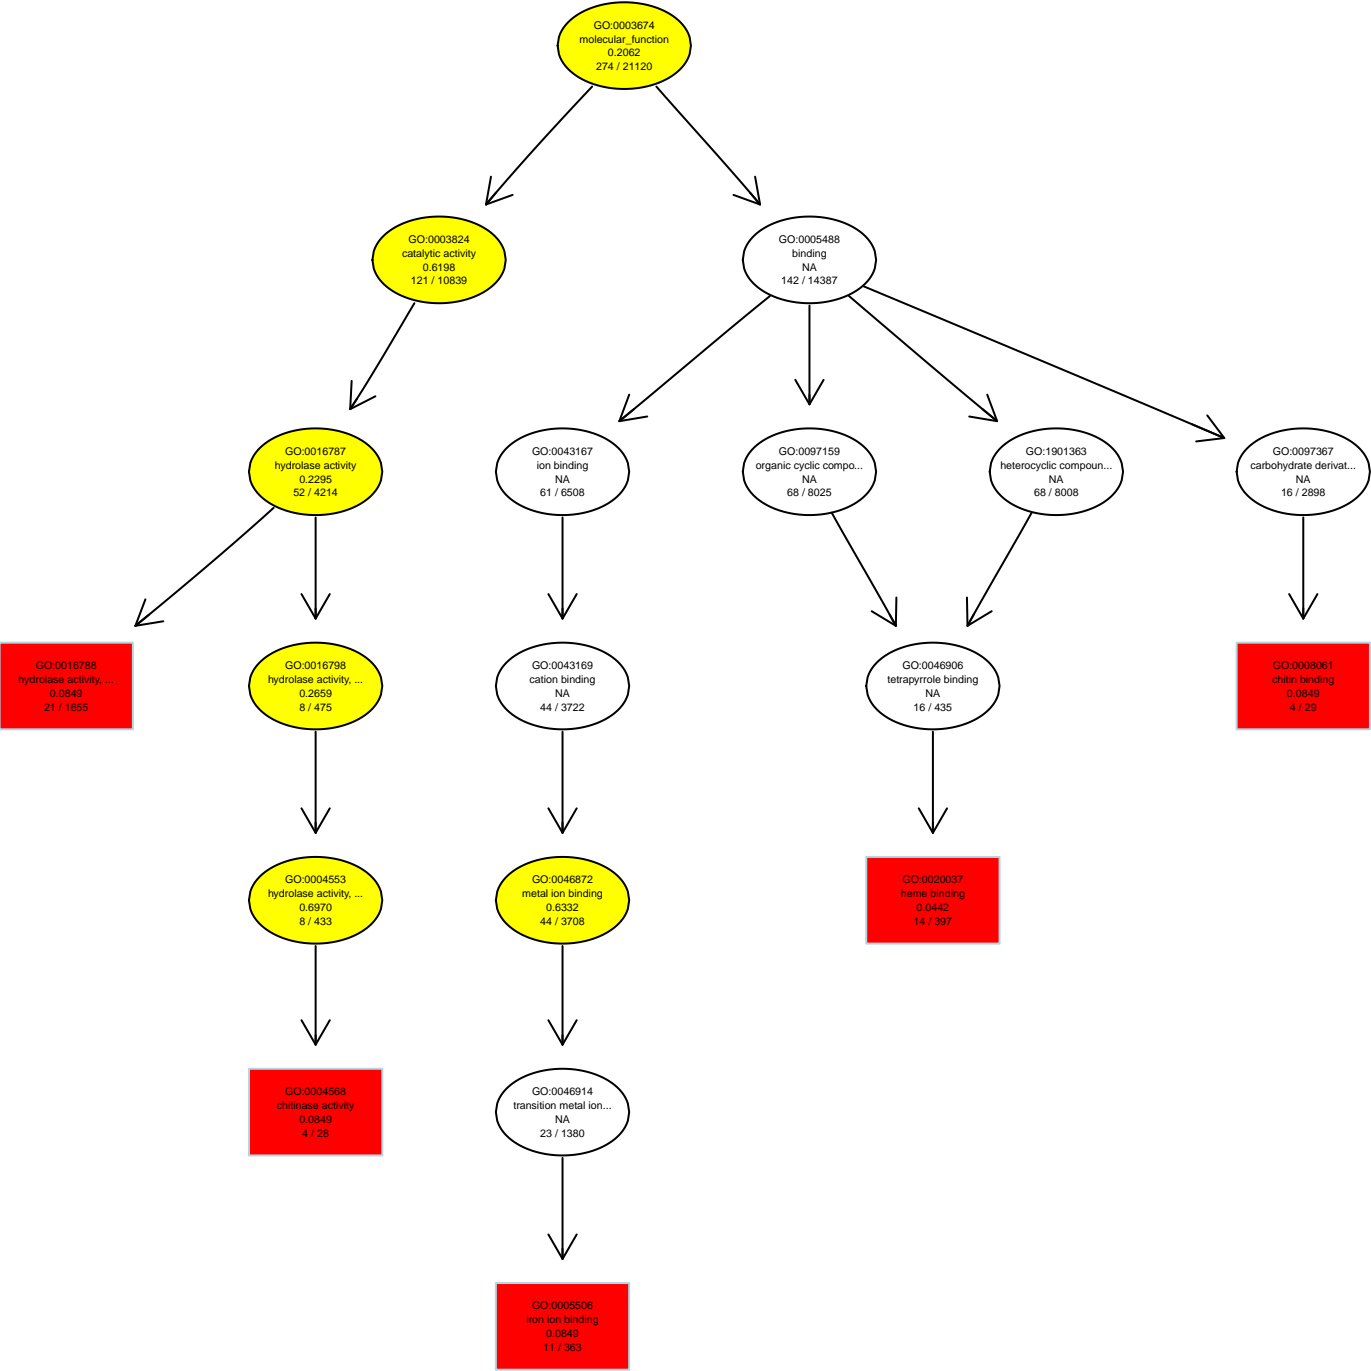 GO:0003674
molecular_function
0.2062
274 / 21120
GO:0003824
catalytic activity
0.6198
121 / 10839
GO:0005488
binding
NA
142 / 14387
GO:0016787
hydrolase activity
0.2295
52 / 4214
GO:0043167
ion binding
NA
61 / 6508
GO:0097159
organic cyclic compo...
NA
68 / 8025
GO:1901363
heterocyclic compoun...
NA
68 / 8008
GO:0097367
carbohydrate derivat...
NA
16 / 2898
GO:0016788
hydrolase activity, ...
0.0849
21 / 1655
GO:0016798
hydrolase activity, ...
0.2659
8 / 475
GO:0043169
cation binding
NA
44 / 3722
GO:0046906
tetrapyrrole binding
NA
16 / 435
GO:0008061
chitin binding
0.0849
4 / 29
GO:0004553
hydrolase activity, ...
0.6970
8 / 433
GO:0046872
metal ion binding
0.6332
44 / 3708
GO:0020037
heme binding
0.0442
14 / 397
GO:0004568
chitinase activity
0.0849
4 / 28
GO:0046914
transition metal ion...
NA
23 / 1380
GO:0005506
iron ion binding
0.0849
11 / 363